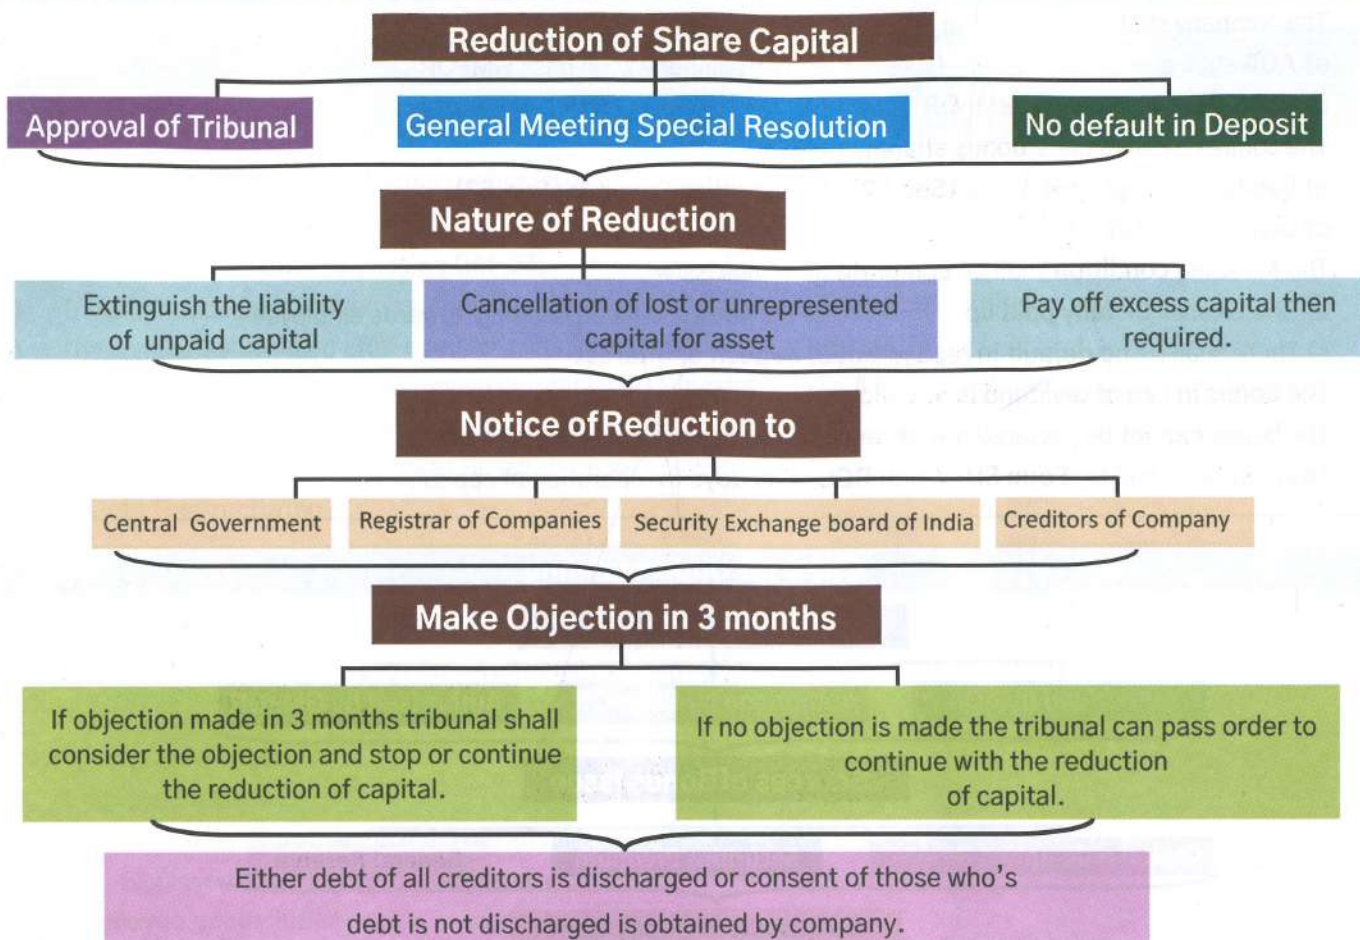 Reduction of Share Capital
Approval of Tribunal
General Meeting Special Resolution
No default in Deposit
Nature of Reduction
Extinguish the liability
of unpaid capital
Cancellation of lost or unrepresented
capital for asset
Pay off excess capital then
required.
Notice of Reduction to
Central Government
Registrar of Companies
Security Exchange board of India
Creditors of Company
Make Objection in 3 months
If objection made in 3 months tribunal shall
consider the objection and stop or continue
the reduction of capital.
If no objection is made the tribunal can pass order to
continue with the reduction
of capital.
Either debt of all creditors is discharged or consent of those who's
debt is not discharged is obtained by company.